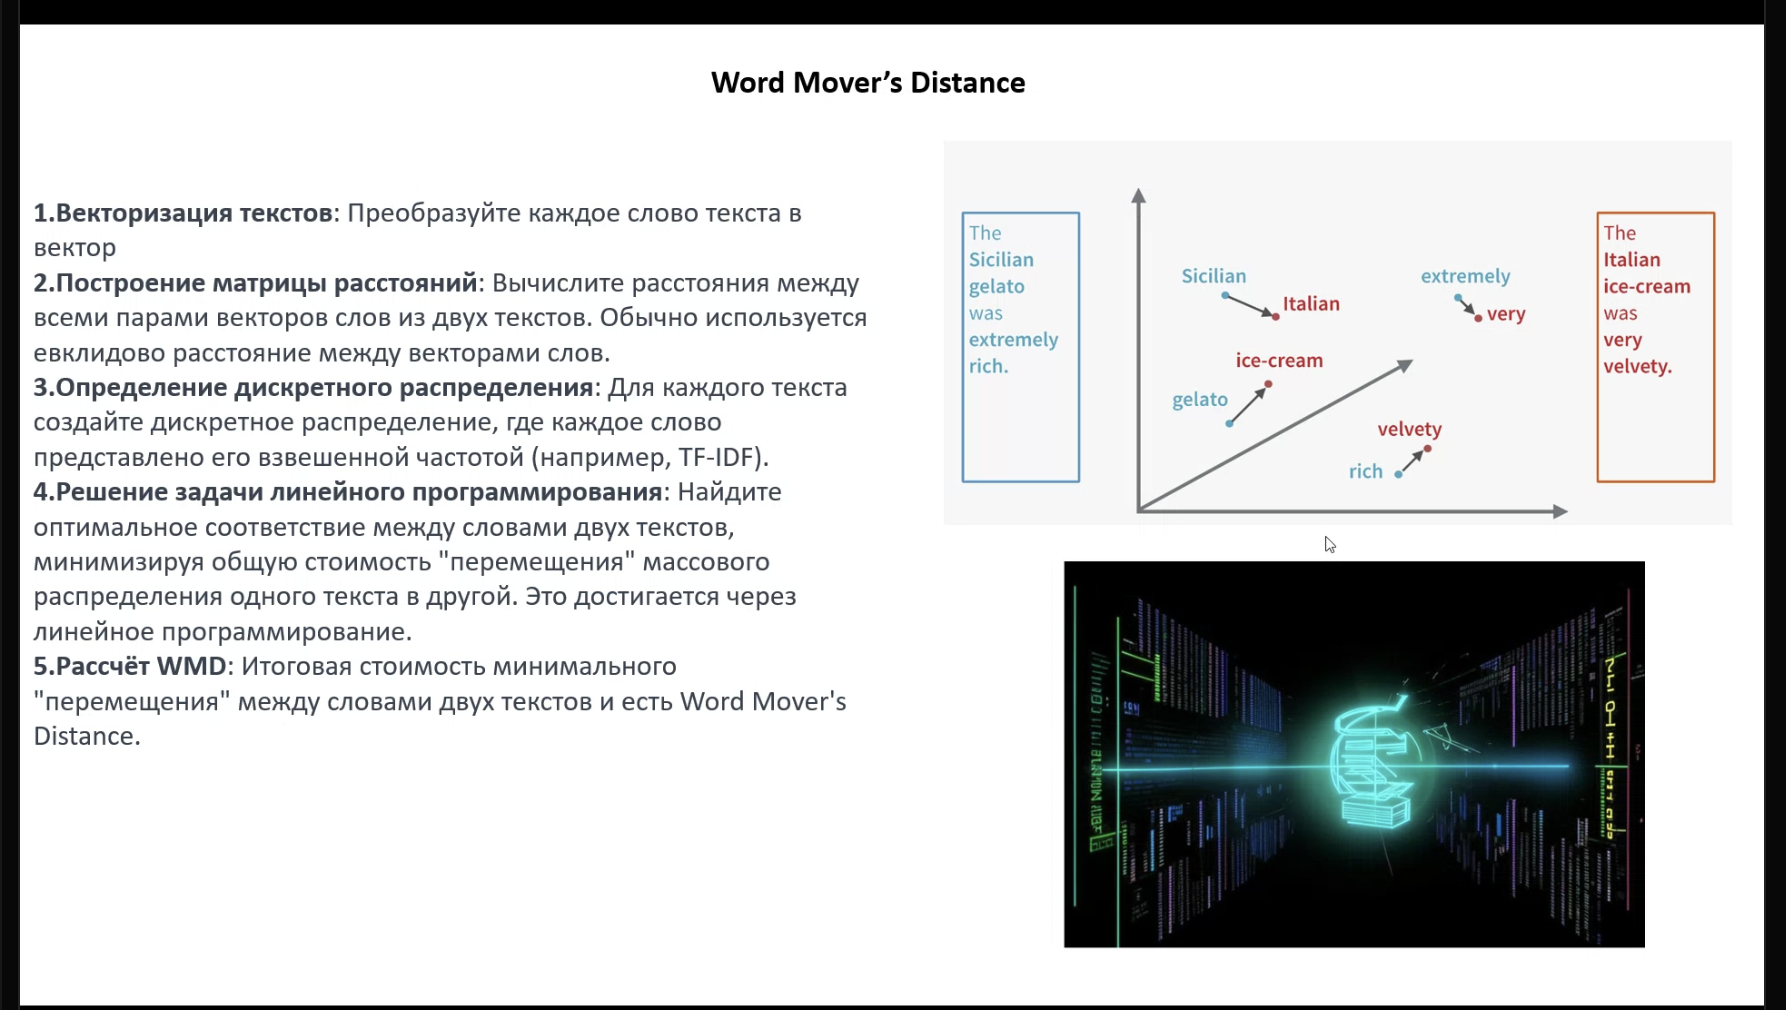 Word Mover’s Distance
1.Векторизация текстов: Преобразуйте каждое слово текста в
вектор
2.Построение матрицы расстояний: Вычислите расстояния между
всеми парами векторов слов из двух текстов. Обычно используется
евклидово расстояние между векторами слов.
3.Определение дискретного распределения: Для каждого текста
создайте дискретное распределение, где каждое слово
представлено его взвешенной частотой (например, TF-IDF).
4.Решение задачи линейного программирования: Найдите
оптимальное соответствие между словами двух текстов,
минимизируя общую стоимость "перемещения" массового
распределения одного текста в другой. Это достигается через
линейное программирование.
5.Рассчёт WMD: Итоговая стоимость минимального
"перемещения" между словами двух текстов и есть Word Mover's
Distance.
The
Sicilian
gelato
was
extremely
rich.
Sicilian
Italian
extremely
very
ice-cream
gelato
velvety
rich
The
Italian
ice-cream
was
very
velvety.